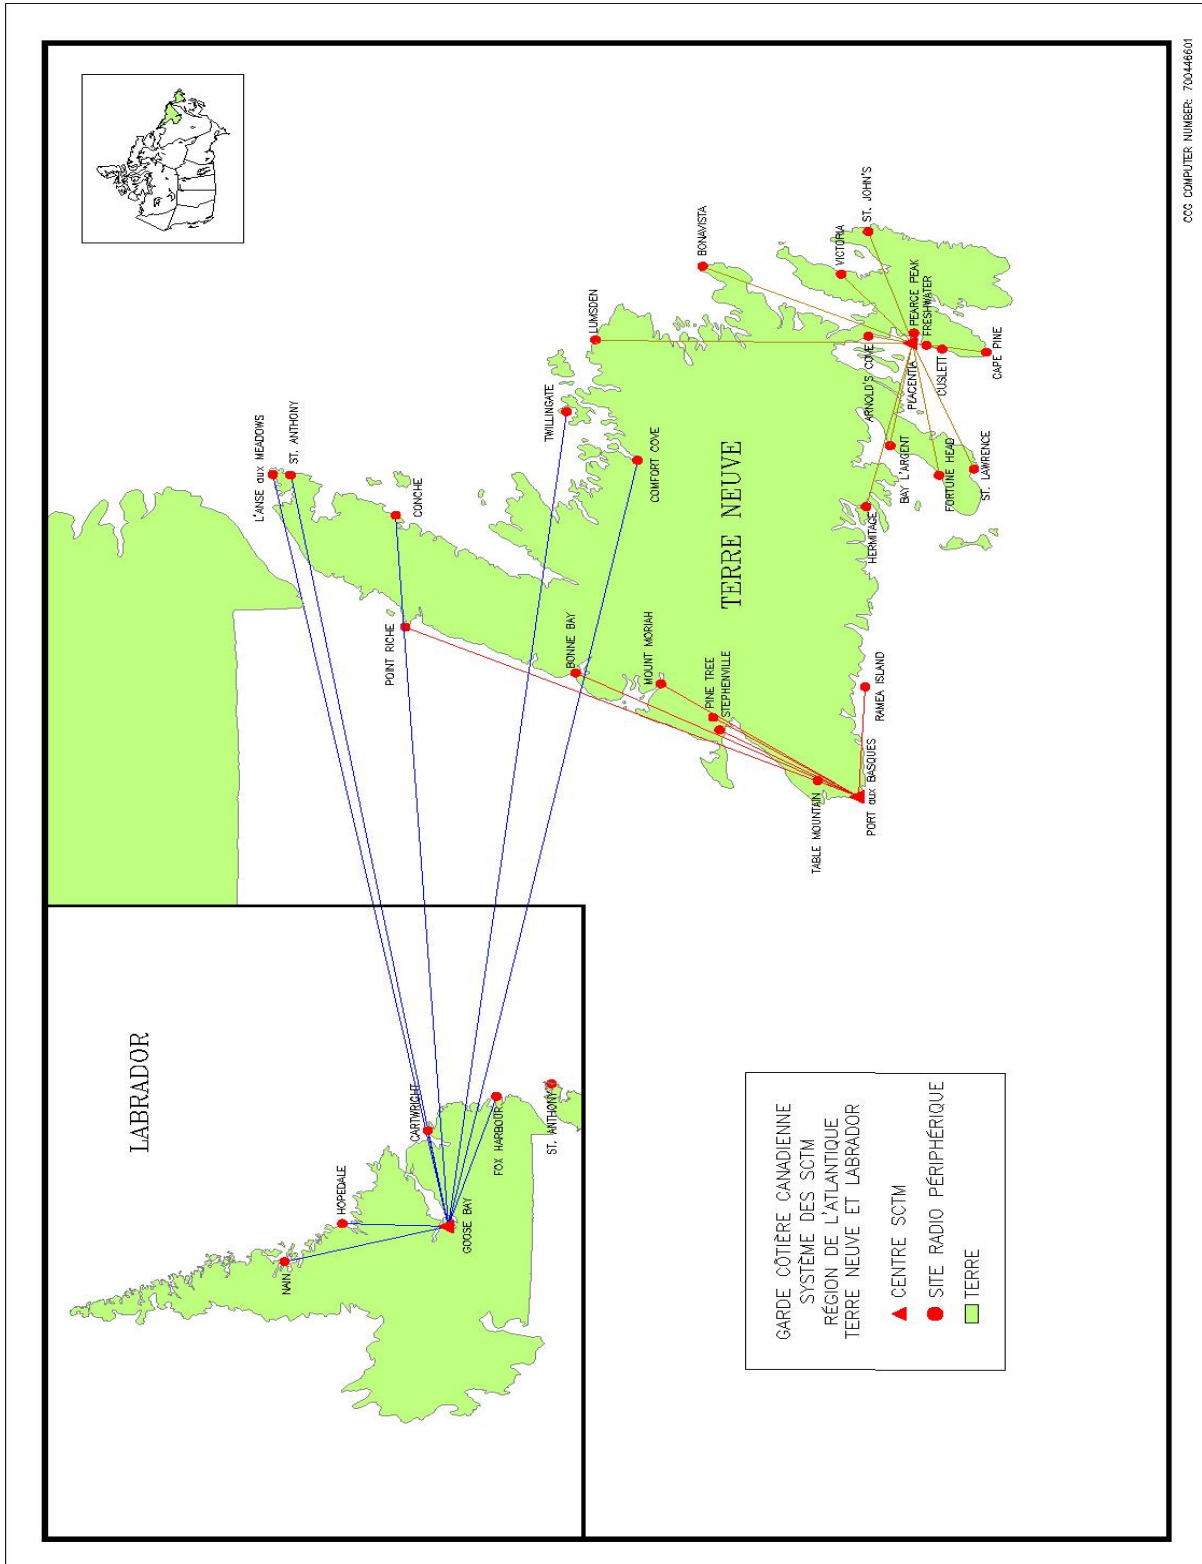 LABRADOR
NAIN
HOPEDALE
GOOSE BAY
CARTWRIGHT
FOX HARBOUR
ST. ANTHONY
L'ANSE aux MEADOWS
ST. ANTHONY
CONCHE
POINT RICHE
BONNE BAY
TWILLINGATE
COMFORT COVE
LUMSDEN
BONAVISTA
MOUNT MORIAH
PINE TREE
STEPHENVILLE
TERRE NEUVE
TABLE MOUNTAIN
PORT aux BASQUES
RAMEA ISLAND
HERMITAGE
BAY L'ARGENT
FORTUNE HEAD
ST. LAWRENCE
ARNOLD'S COVE
PLACENTIA
VICTORIA
ST. JOHN'S
PEARCE PEAK
FRESHWATER
CUSLETT
CAPE PINE
GARDE CÔTIÈRE CANADIENNE
SYSTÈME DES SCTM
RÉGION DE L'ATLANTIQUE
TERRE NEUVE ET LABRADOR
CENTRE SCTM
SITE RADIO PÉRIPHÉRIQUE
TERRE
CCG COMPUTER NUMBER: 700446601